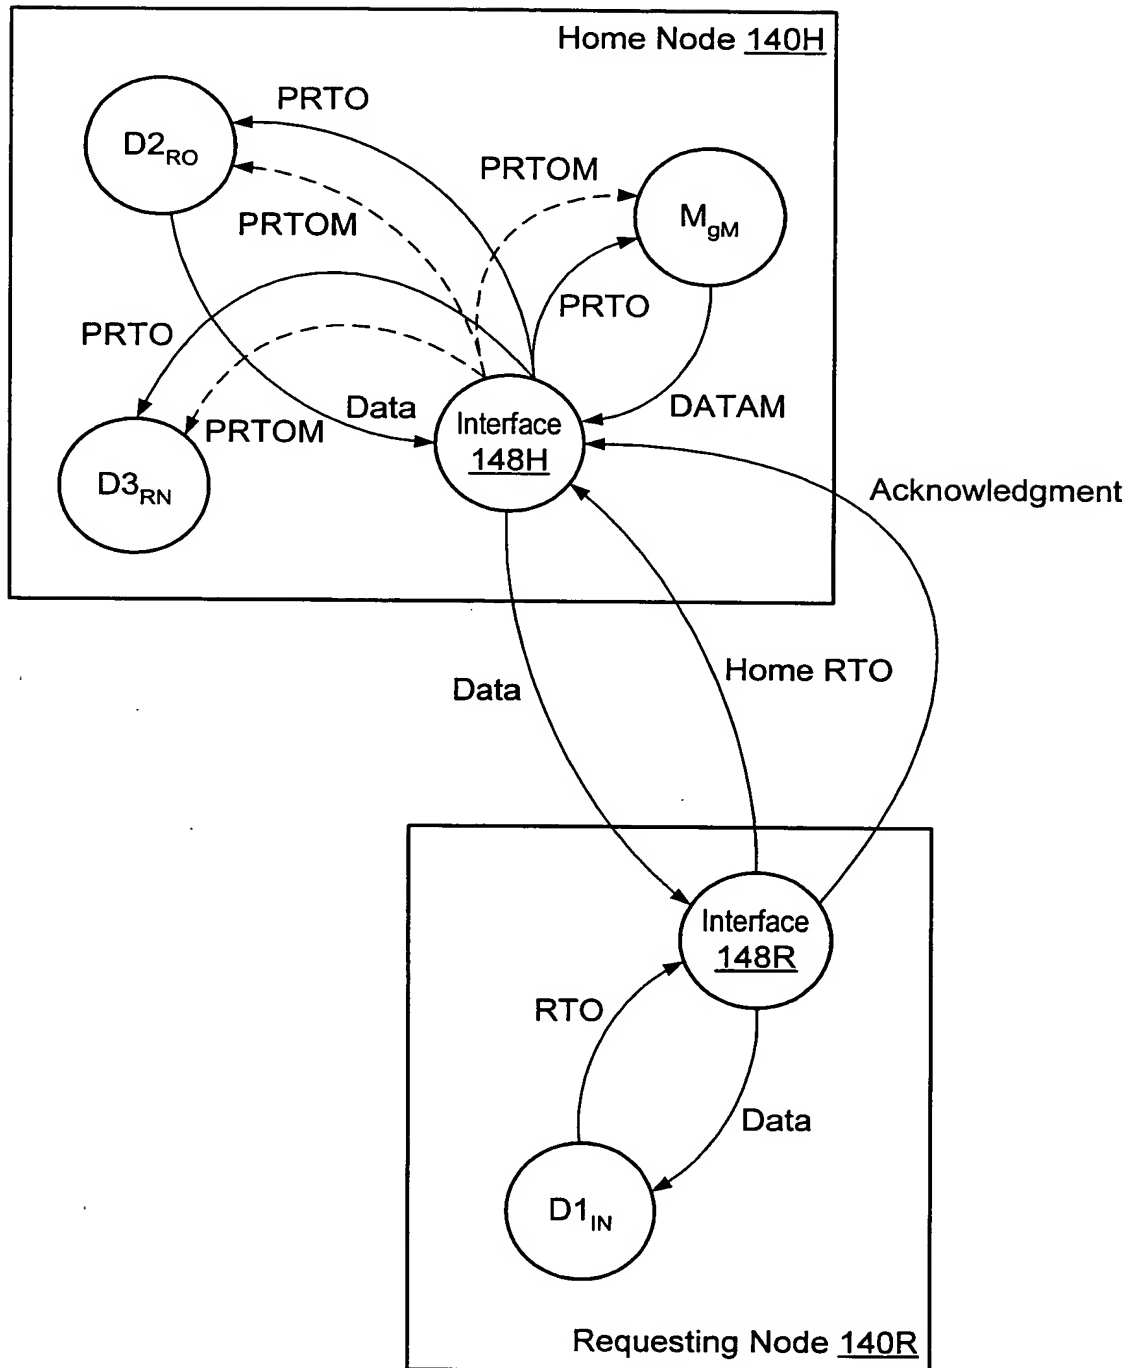 Home Node 140H
PRTO
D2RO
PRTOM
MgM
PRTOM
PRTO
PRTO
Data
DATAM
Interface
148H
PRTOM
D3RN
Acknowledgment
Home RTO
Data
Interface
148R
RTO
Data
D1IN
Requesting Node 140R